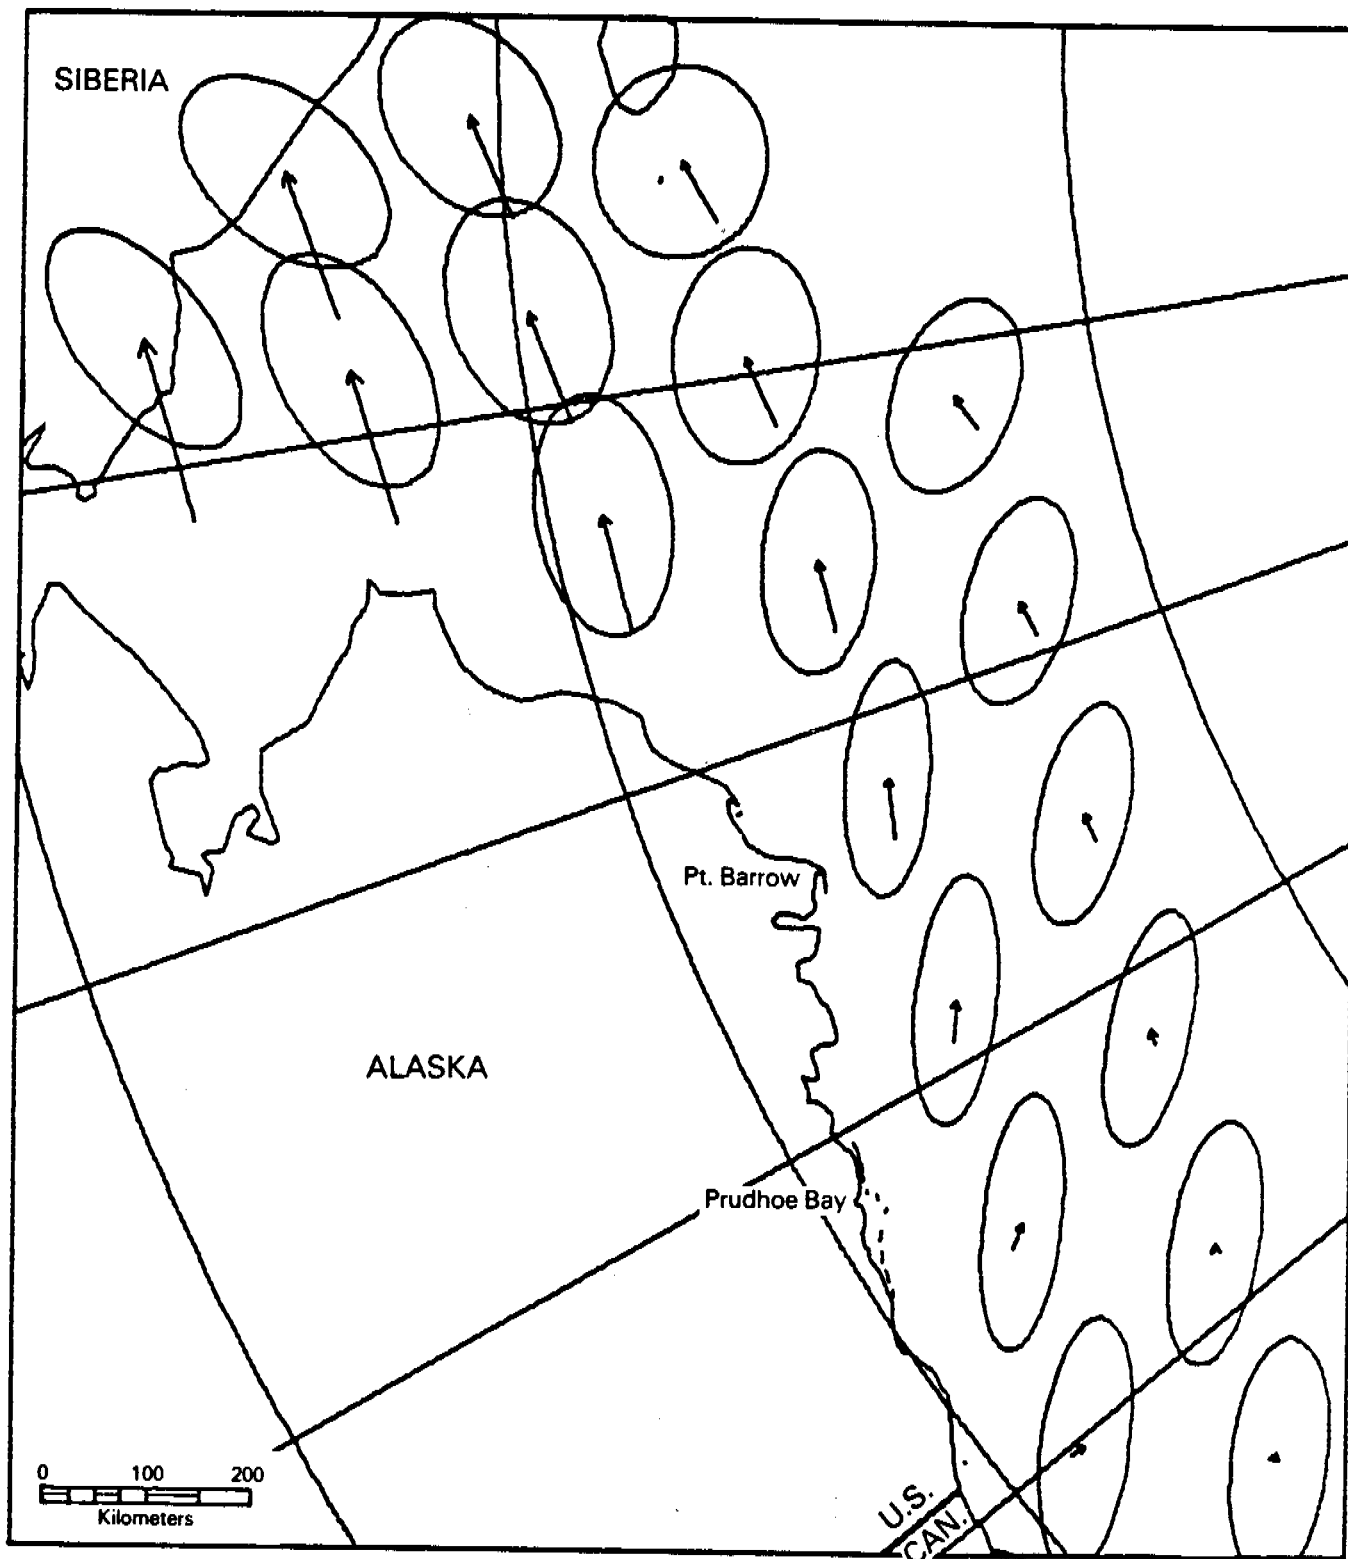 SIBERIA
Pt. Barrow
ALASKA
Prudhoe Bay
0 100 200
Kilometers
U.S.
CAN.